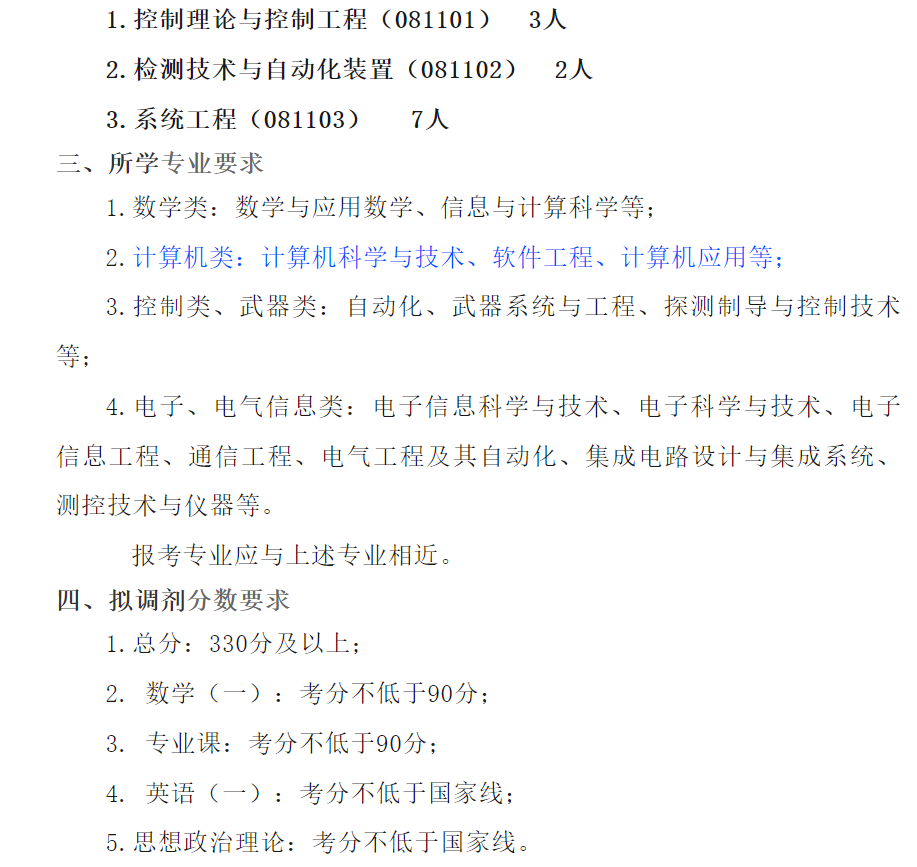 1.控制理论与控制工程（081101） 3人
2.检测技术与自动化装置（081102） 2人
3.系统工程（081103） 7人
三、所学专业要求
1.数学类：数学与应用数学、信息与计算科学等；
2.计算机类：计算机科学与技术、软件工程、计算机应用等；
3.控制类、武器类：自动化、武器系统与工程、探测制导与控制技术
等；
4.电子、电气信息类：电子信息科学与技术、电子科学与技术、电子
信息工程、通信工程、电气工程及其自动化、集成电路设计与集成系统、
测控技术与仪器等。
报考专业应与上述专业相近。
四、拟调剂分数要求
1.总分：330分及以上；
2. 数学（一）：考分不低于90分；
3. 专业课：考分不低于90分；
4. 英语（一）：考分不低于国家线；
5.思想政治理论：考分不低于国家线。